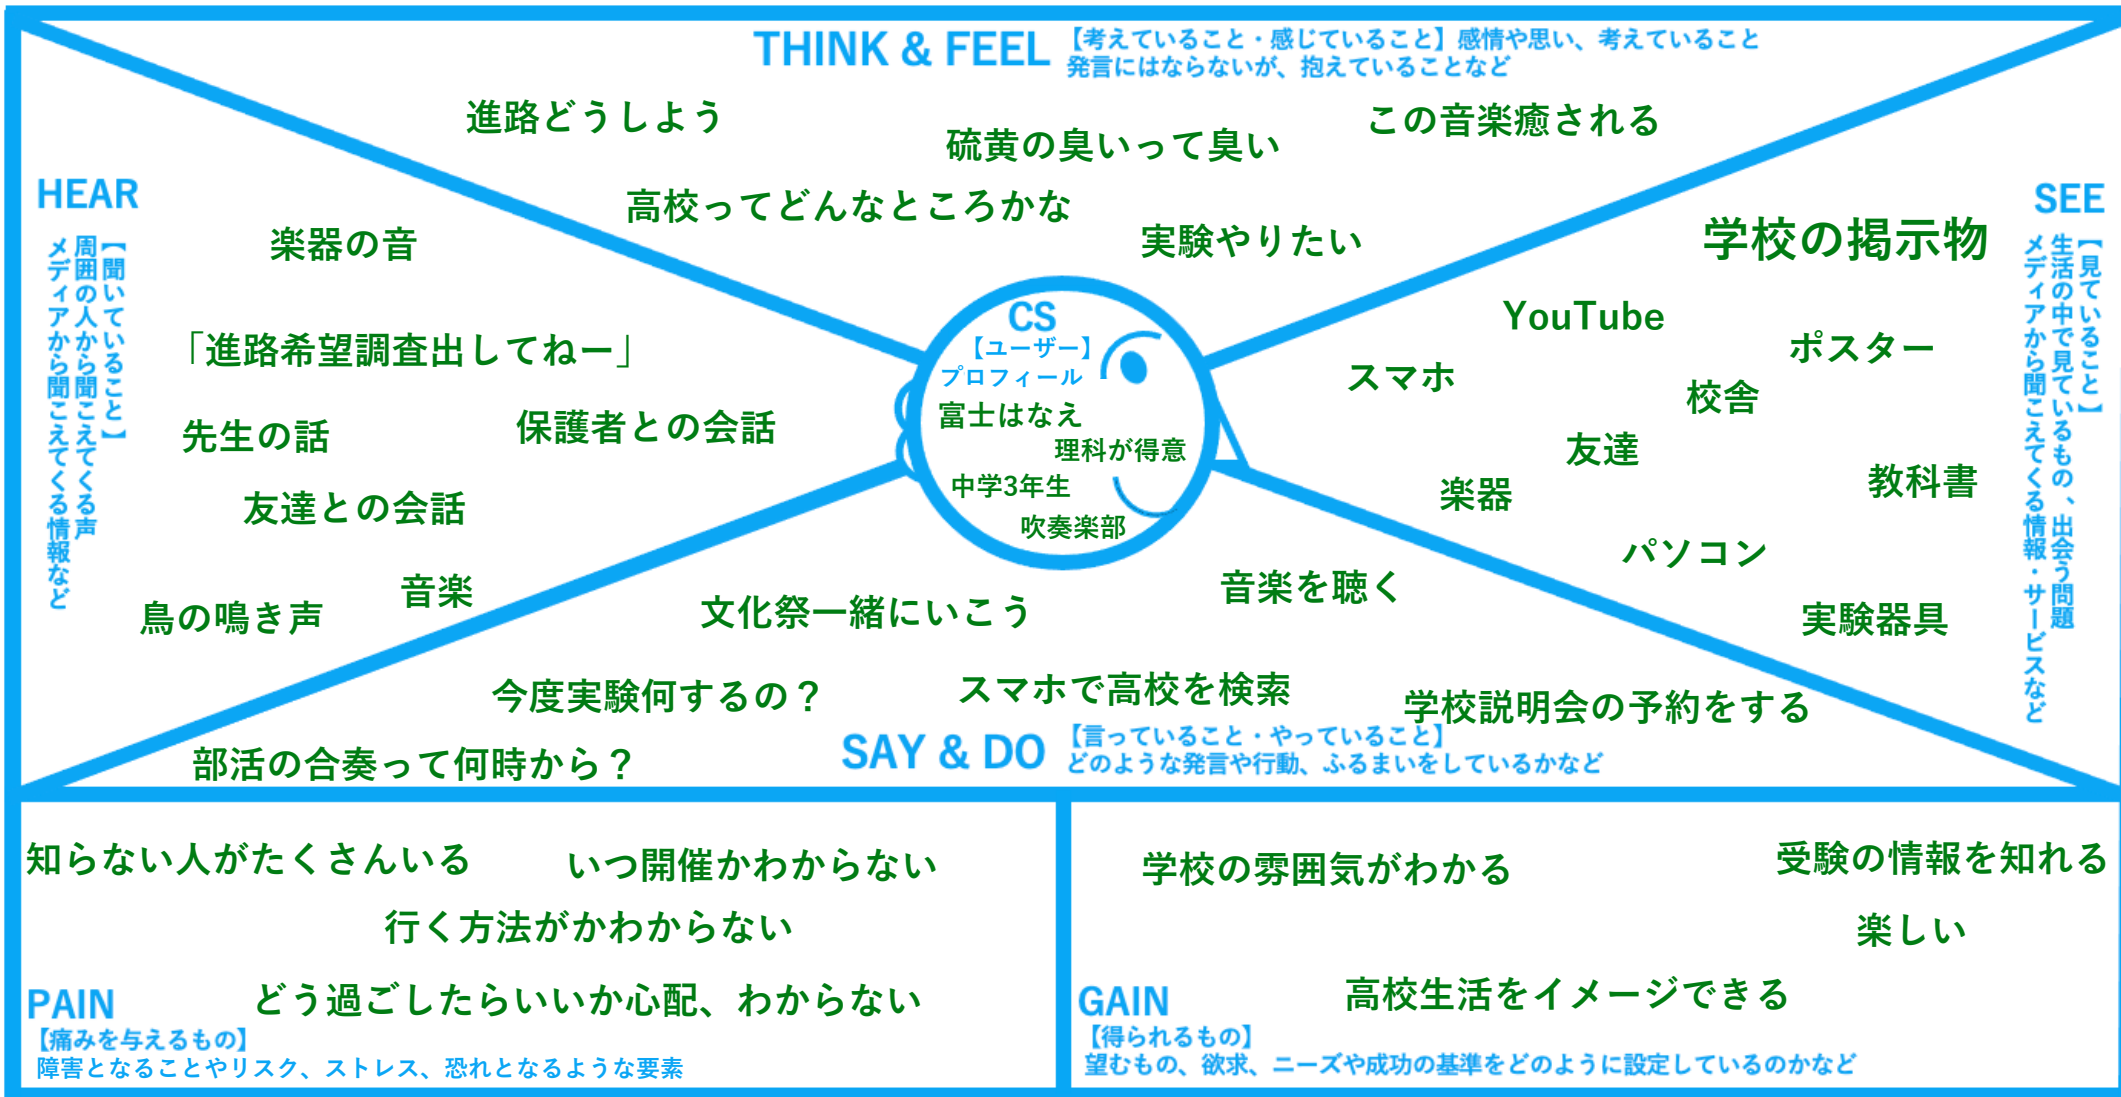 THINK & FEEL
【考えていること・感じていること】感情や思い、考えていること
発言にはならないが、抱えていることなど
進路どうしよう
硫黄の臭いって臭い
この音楽癒される
高校ってどんなところかな
実験やりたい
HEAR
【聞いていること】
周囲の人から聞こえてくる声
メディアから聞こえてくる情報など
楽器の音
「進路希望調査出してねー」
先生の話
保護者との会話
友達との会話
音楽
鳥の鳴き声
CS
【ユーザー】
プロフィール
富士はなえ
理科が得意
中学3年生
吹奏楽部
SEE
【見ていること】
生活の中で見ているもの、出会う問題
メディアから聞こえてくる情報・サービスなど
学校の掲示物
YouTube
ポスター
スマホ
校舎
友達
教科書
楽器
パソコン
実験器具
音楽を聴く
文化祭一緒にいこう
今度実験何するの？
スマホで高校を検索
学校説明会の予約をする
部活の合奏って何時から？
SAY & DO
【言っていること・やっていること】
どのような発言や行動、ふるまいをしているかなど
知らない人がたくさんいる
いつ開催かわからない
行く方法がかわからない
どう過ごしたらいいか心配、わからない
PAIN
【痛みを与えるもの】
障害となることやリスク、ストレス、恐れとなるような要素
学校の雰囲気がわかる
受験の情報を知れる
楽しい
高校生活をイメージできる
GAIN
【得られるもの】
望むもの、欲求、ニーズや成功の基準をどのように設定しているのかなど